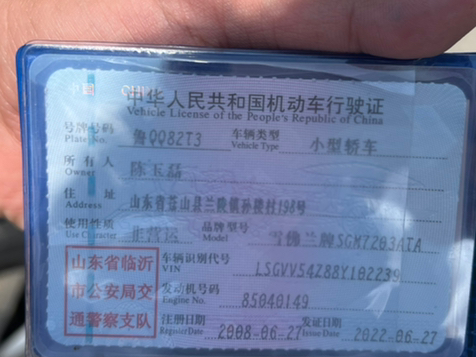 中华人民共和国机动车行驶证
Vehicle License of the People's Republic of China
号牌号码 鲁QQ82T3 车辆类型 小型轿车
Plate No. Vehicle Type
所有人 陈玉磊
Owner
住址 山东省苍山县兰陵镇孙楼村198号
Address
使用性质 非营运 品牌型号 雪佛兰牌SGM7203ATA
Use Character Model
山东省临沂 车辆识别代号 LSGVV54Z88Y102239
VIN
市公安局交 发动机号码 85040149
Engine No.
通警察支队 注册日期 2008-06-27 发证日期 2022-06-27
Register Date Issue Date